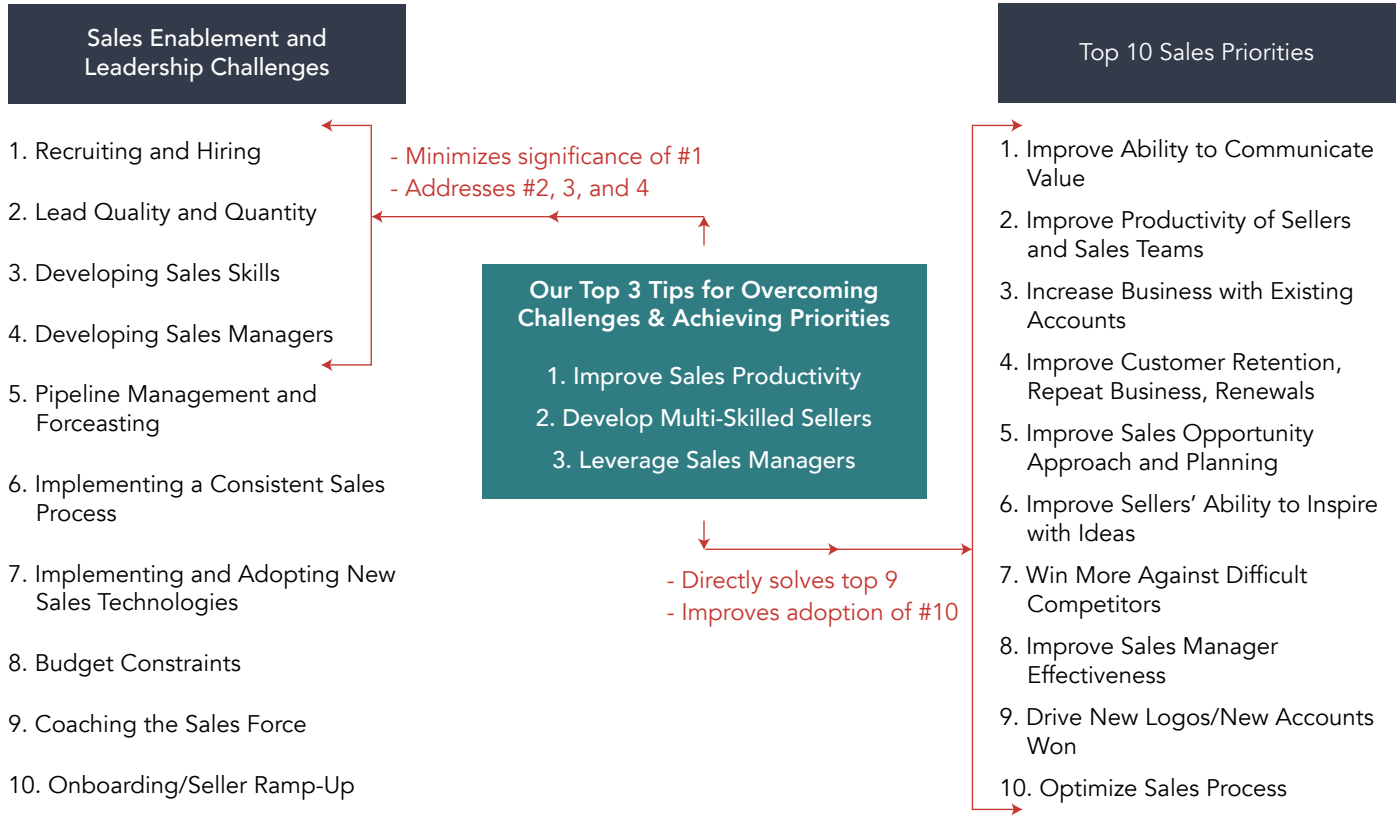 Sales Enablement and
Leadership Challenges
1. Recruiting and Hiring
2. Lead Quality and Quantity
3. Developing Sales Skills
4. Developing Sales Managers
5. Pipeline Management and
Forceasting
6. Implementing a Consistent Sales
Process
7. Implementing and Adopting New
Sales Technologies
8. Budget Constraints
9. Coaching the Sales Force
10. Onboarding/Seller Ramp-Up
- Minimizes significance of #1
- Addresses #2, 3, and 4
Our Top 3 Tips for Overcoming
Challenges & Achieving Priorities
1. Improve Sales Productivity
2. Develop Multi-Skilled Sellers
3. Leverage Sales Managers
- Directly solves top 9
- Improves adoption of #10
Top 10 Sales Priorities
1. Improve Ability to Communicate
Value
2. Improve Productivity of Sellers
and Sales Teams
3. Increase Business with Existing
Accounts
4. Improve Customer Retention,
Repeat Business, Renewals
5. Improve Sales Opportunity
Approach and Planning
6. Improve Sellers’ Ability to Inspire
with Ideas
7. Win More Against Difficult
Competitors
8. Improve Sales Manager
Effectiveness
9. Drive New Logos/New Accounts
Won
10. Optimize Sales Process